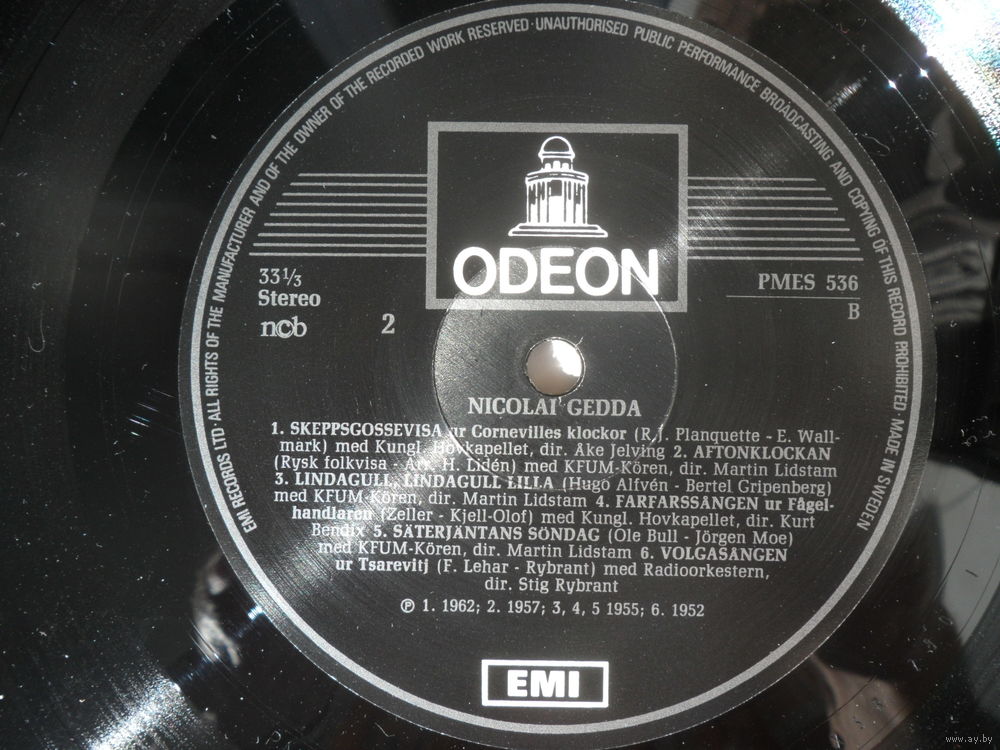 EMI RECORDS LTD · ALL RIGHTS OF THE MANUFACTURER AND OF THE OWNER OF THE RECORDED WORK RESERVED · UNAUTHORISED PUBLIC PERFORMANCE BROADCASTING AND COPYING OF THIS RECORD PROHIBITED. MADE IN SWEDEN
ODEON
33⅓
Stereo
ncb
2
PMES 536
B
NICOLAI GEDDA
1. SKEPPSGOSSEVISA ur Cornevilles klockor (R. J. Planquette - E. Wall-
mark) med Kungl. Hovkapellet, dir. Åke Jelving 2. AFTONKLOCKAN
(Rysk folkvisa - Arr. H. Lidén) med KFUM-Kören, dir. Martin Lidstam
3. LINDAGULL, LINDAGULL LILLA (Hugo Alfvén - Bertel Gripenberg)
med KFUM-Kören, dir. Martin Lidstam 4. FARFARSSÅNGEN ur Fågel-
handlaren (Zeller - Kjell-Olof) med Kungl. Hovkapellet, dir. Kurt
Bendix 5. SÄTERJÄNTANS SÖNDAG (Ole Bull - Jörgen Moe)
med KFUM-Kören, dir. Martin Lidstam 6. VOLGASÅNGEN
ur Tsarevitj (F. Lehar - Rybrant) med Radioorkestern,
dir. Stig Rybrant
℗ 1. 1962; 2. 1957; 3, 4, 5 1955; 6. 1952
EMI
www.ay.by